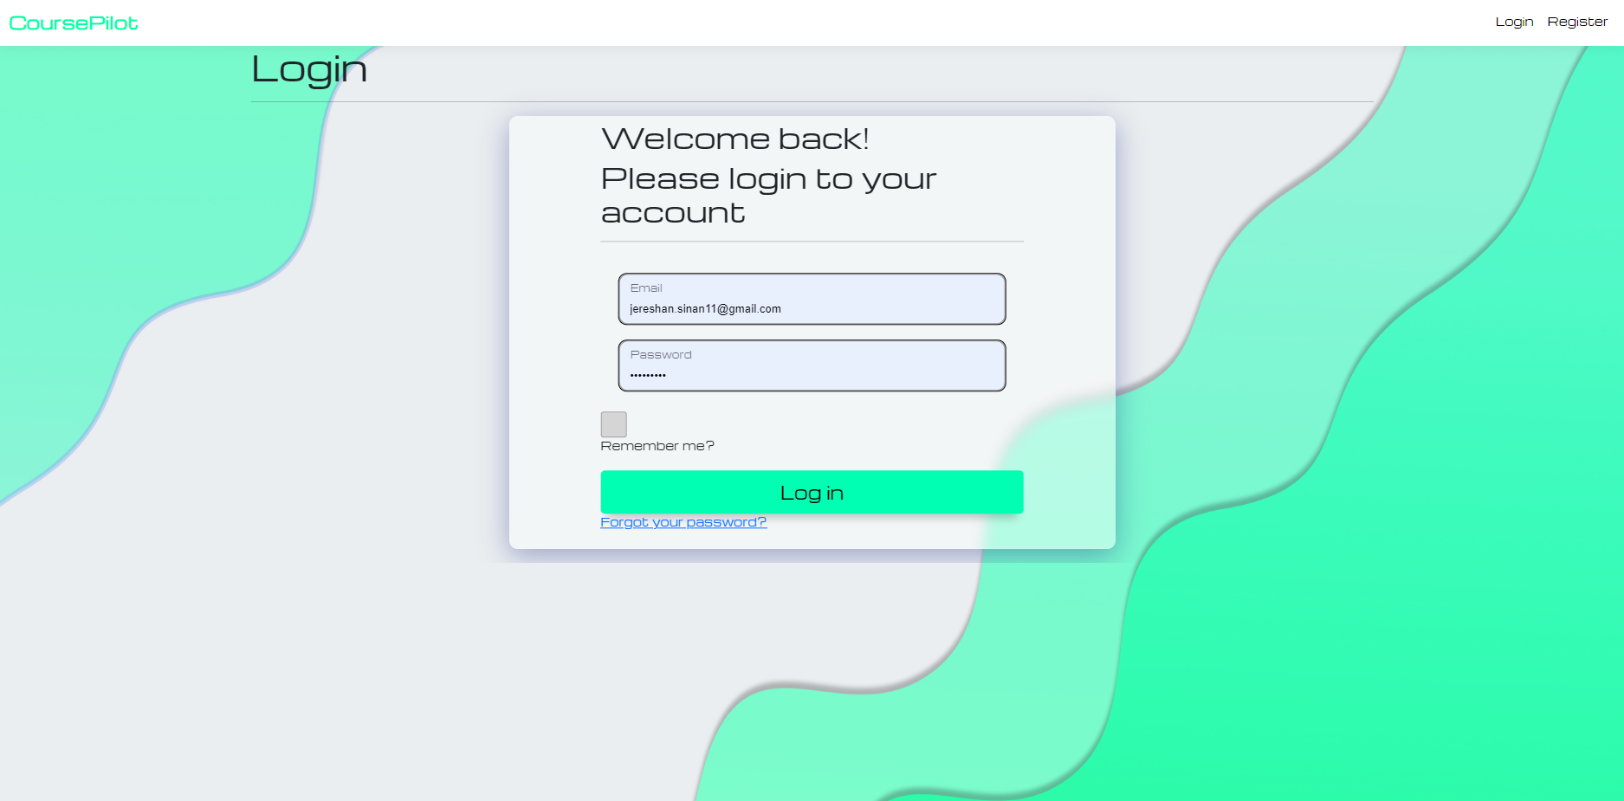 CoursePilot
Login
Register
Login
Welcome back!
Please login to your
account
Email
jereshan.sinan11@gmail.com
Password
•••••••••
Remember me?
Log in
Forgot your password?